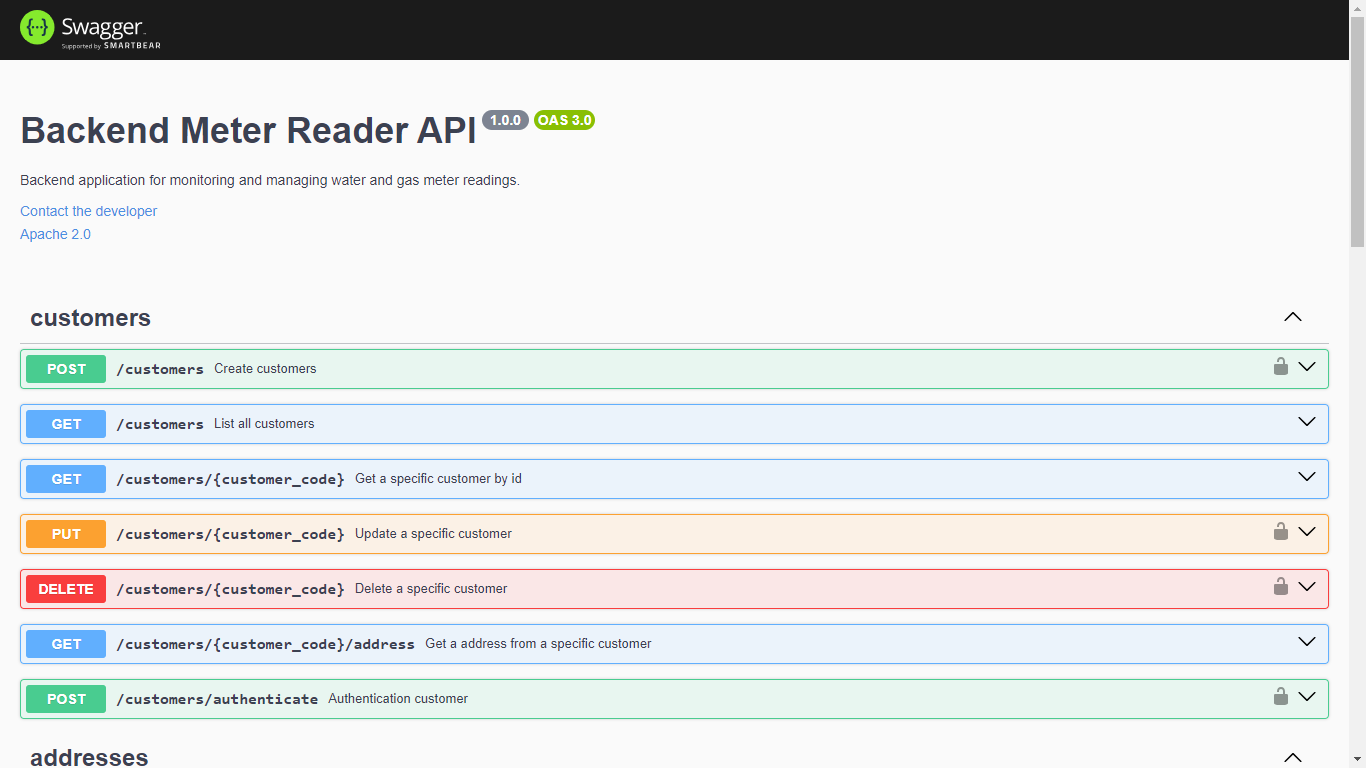 {···} Swagger™
Supported by SMARTBEAR
Backend Meter Reader API 1.0.0 OAS 3.0
Backend application for monitoring and managing water and gas meter readings.
Contact the developer
Apache 2.0
customers
POST /customers Create customers
GET /customers List all customers
GET /customers/{customer_code} Get a specific customer by id
PUT /customers/{customer_code} Update a specific customer
DELETE /customers/{customer_code} Delete a specific customer
GET /customers/{customer_code}/address Get a address from a specific customer
POST /customers/authenticate Authentication customer
addresses